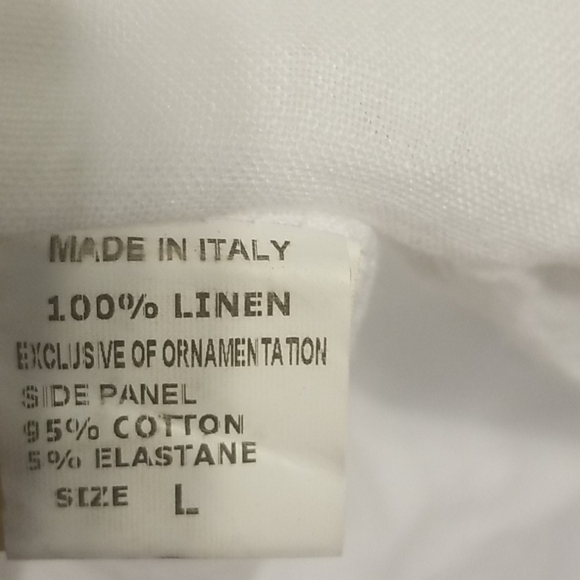 MADE IN ITALY
100% LINEN
EXCLUSIVE OF ORNAMENTATION
SIDE PANEL
95% COTTON
5% ELASTANE
SIZE L